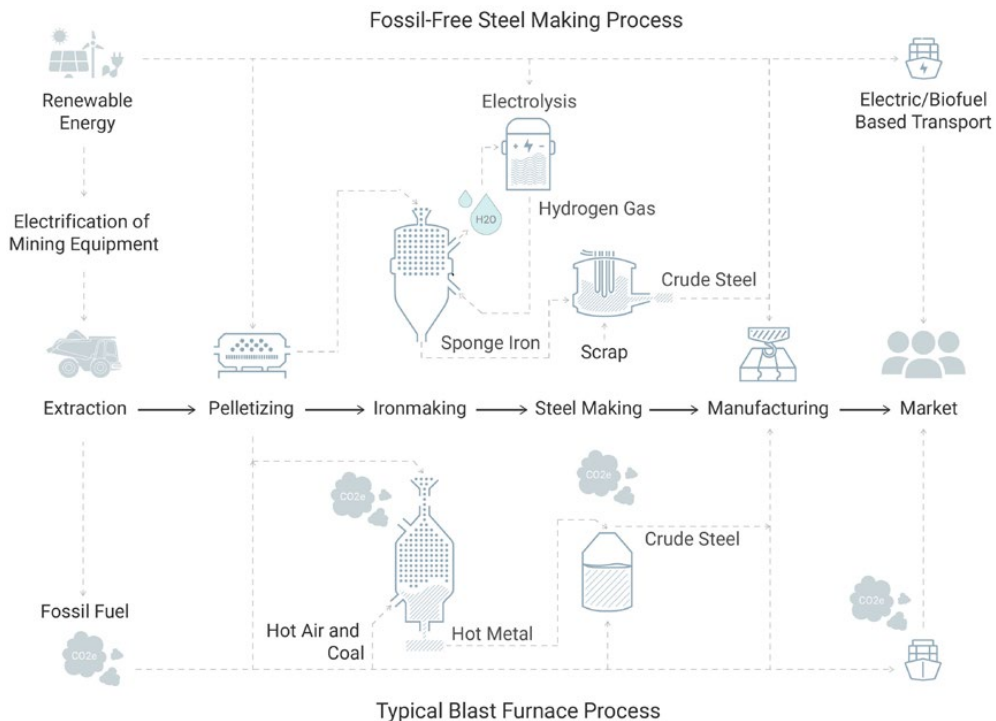 Fossil-Free Steel Making Process
Renewable
Energy
Electrolysis
Electric/Biofuel
Based Transport
H2O
Hydrogen Gas
Electrification of
Mining Equipment
Crude Steel
Sponge Iron
Scrap
Extraction
Pelletizing
Ironmaking
Steel Making
Manufacturing
Market
CO2e
CO2e
Crude Steel
Fossil Fuel
CO2e
Hot Air and
Coal
Hot Metal
CO2e
Typical Blast Furnace Process